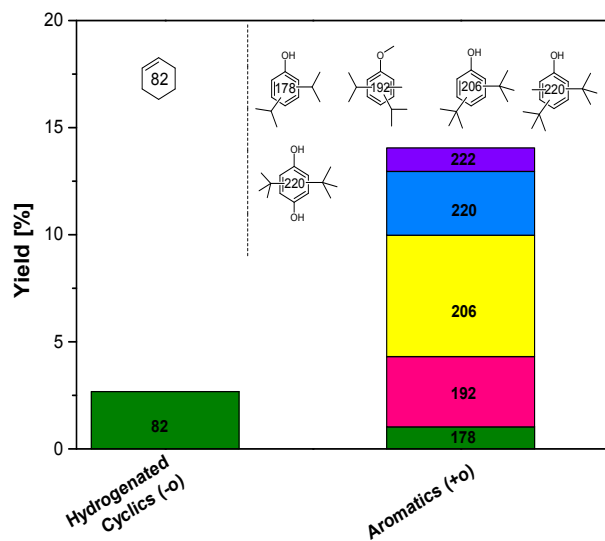 20
15
10
5
0
Yield [%]
82
OH
178
O
192
OH
206
OH
220
OH
220
OH
82
222
220
206
192
178
Hydrogenated
Cyclics (-o)
Aromatics (+o)